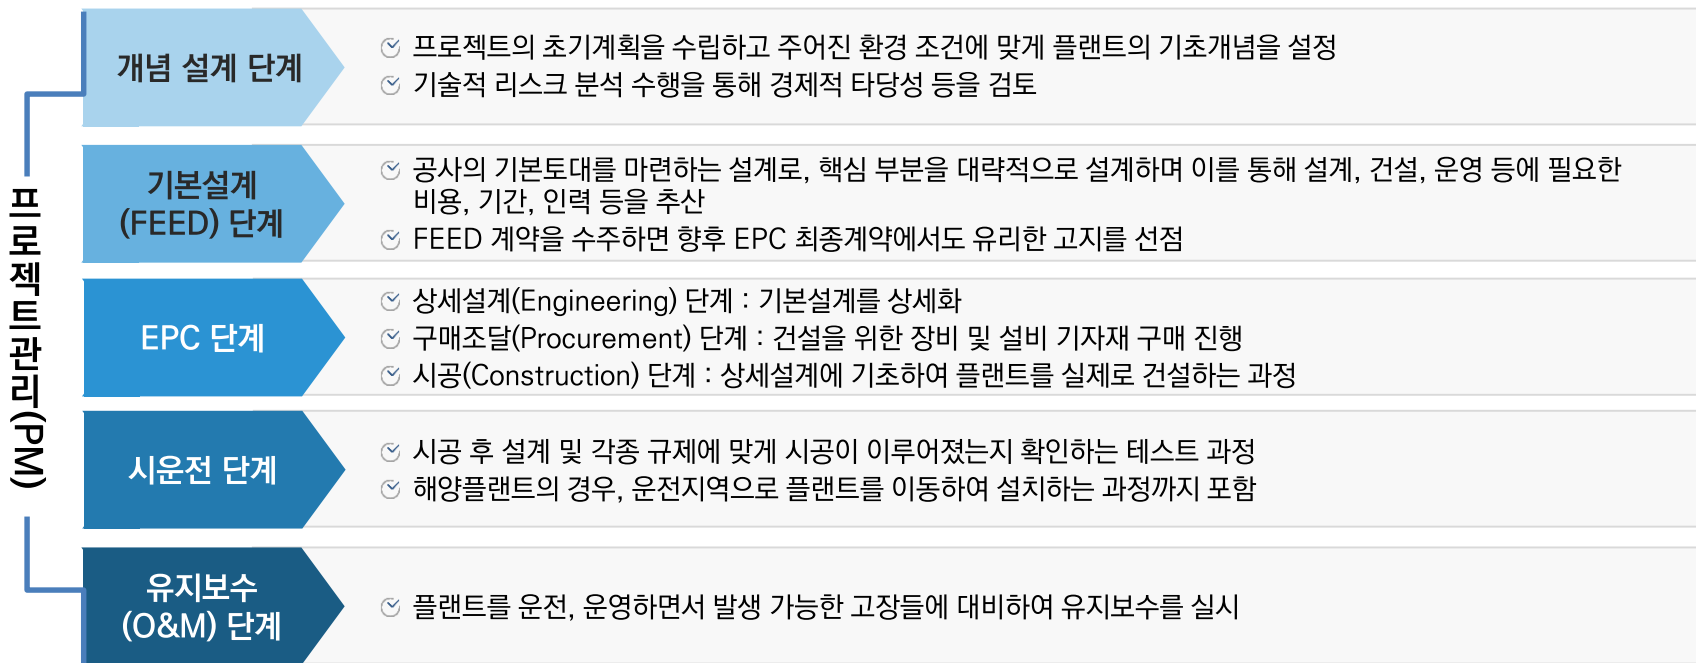 프로젝트관리(PM)
개념 설계 단계
프로젝트의 초기계획을 수립하고 주어진 환경 조건에 맞게 플랜트의 기초개념을 설정
기술적 리스크 분석 수행을 통해 경제적 타당성 등을 검토
기본설계
(FEED) 단계
공사의 기본토대를 마련하는 설계로, 핵심 부분을 대략적으로 설계하며 이를 통해 설계, 건설, 운영 등에 필요한
비용, 기간, 인력 등을 추산
FEED 계약을 수주하면 향후 EPC 최종계약에서도 유리한 고지를 선점
EPC 단계
상세설계(Engineering) 단계 : 기본설계를 상세화
구매조달(Procurement) 단계 : 건설을 위한 장비 및 설비 기자재 구매 진행
시공(Construction) 단계 : 상세설계에 기초하여 플랜트를 실제로 건설하는 과정
시운전 단계
시공 후 설계 및 각종 규제에 맞게 시공이 이루어졌는지 확인하는 테스트 과정
해양플랜트의 경우, 운전지역으로 플랜트를 이동하여 설치하는 과정까지 포함
유지보수
(O&M) 단계
플랜트를 운전, 운영하면서 발생 가능한 고장들에 대비하여 유지보수를 실시